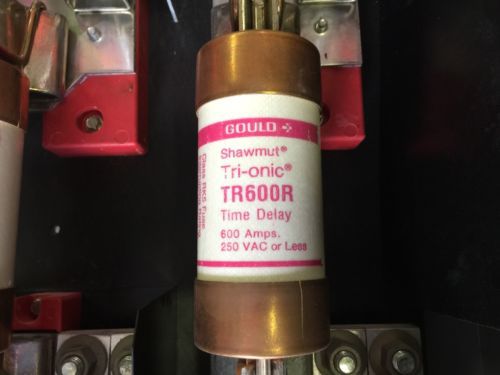 GOULD
Shawmut®
Tri-onic®
TR600R
Time Delay
600 Amps.
250 VAC or Less
Class RK5 Fuse